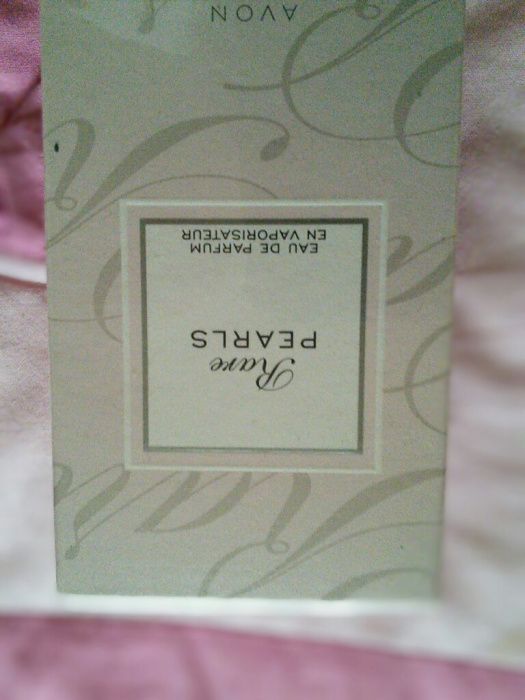 Rare
PEARLS
EAU DE PARFUM
EN VAPORISATEUR
AVON